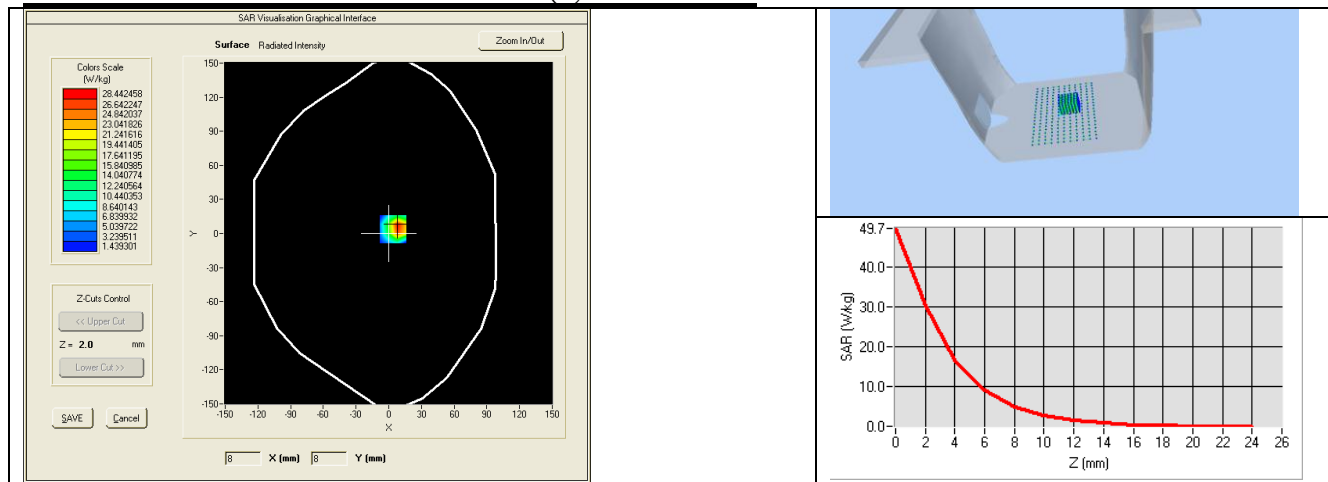 SAR Visualisation Graphical Interface
Surface Radiated Intensity
Zoom In/Out
Colors Scale
(W/kg)
28.442458
26.642247
24.842037
23.041826
21.241616
19.441405
17.641195
15.840985
14.040774
12.240564
10.440353
8.640143
6.839932
5.039722
3.239511
1.439301
Z-Cuts Control
<< Upper Cut
Z = 2.0 mm
Lower Cut >>
SAVE Cancel
Y
150-
120-
90-
60-
30-
0-
-30-
-60-
-90-
-120-
-150-
-150 -120 -90 -60 -30 0 30 60 90 120 150
X
8 X (mm) 8 Y (mm)
SAR (W/kg)
49.7-
40.0-
30.0-
20.0-
10.0-
0.0-
0 2 4 6 8 10 12 14 16 18 20 22 24 26
Z (mm)